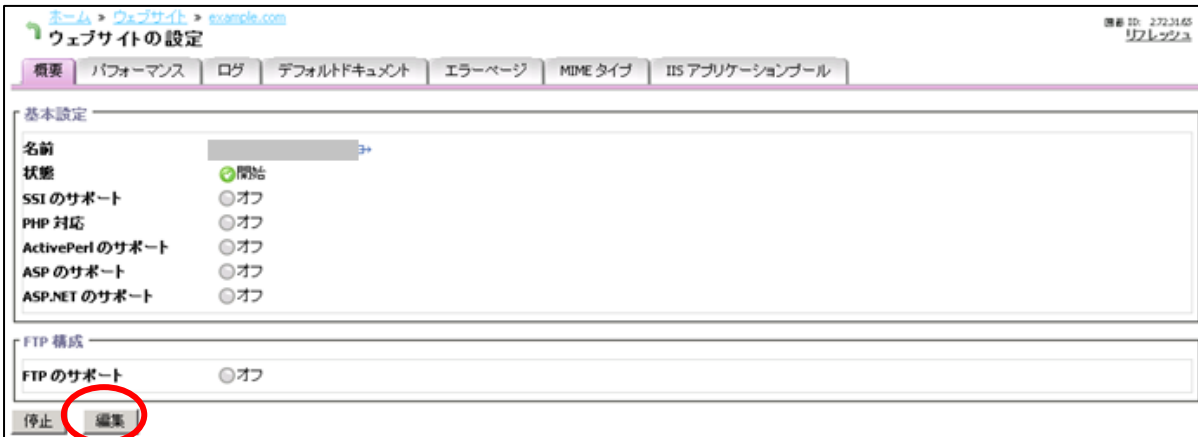 ホーム > ウェブサイト > example.com
ウェブサイトの設定
画番 ID: 2.72.31.63
リフレッシュ
概要 パフォーマンス ログ デフォルトドキュメント エラーページ MIME タイプ IIS アプリケーションプール
基本設定
名前
状態 開始
SSI のサポート オフ
PHP 対応 オフ
ActivePerl のサポート オフ
ASP のサポート オフ
ASP.NET のサポート オフ
FTP 構成
FTP のサポート オフ
停止 編集